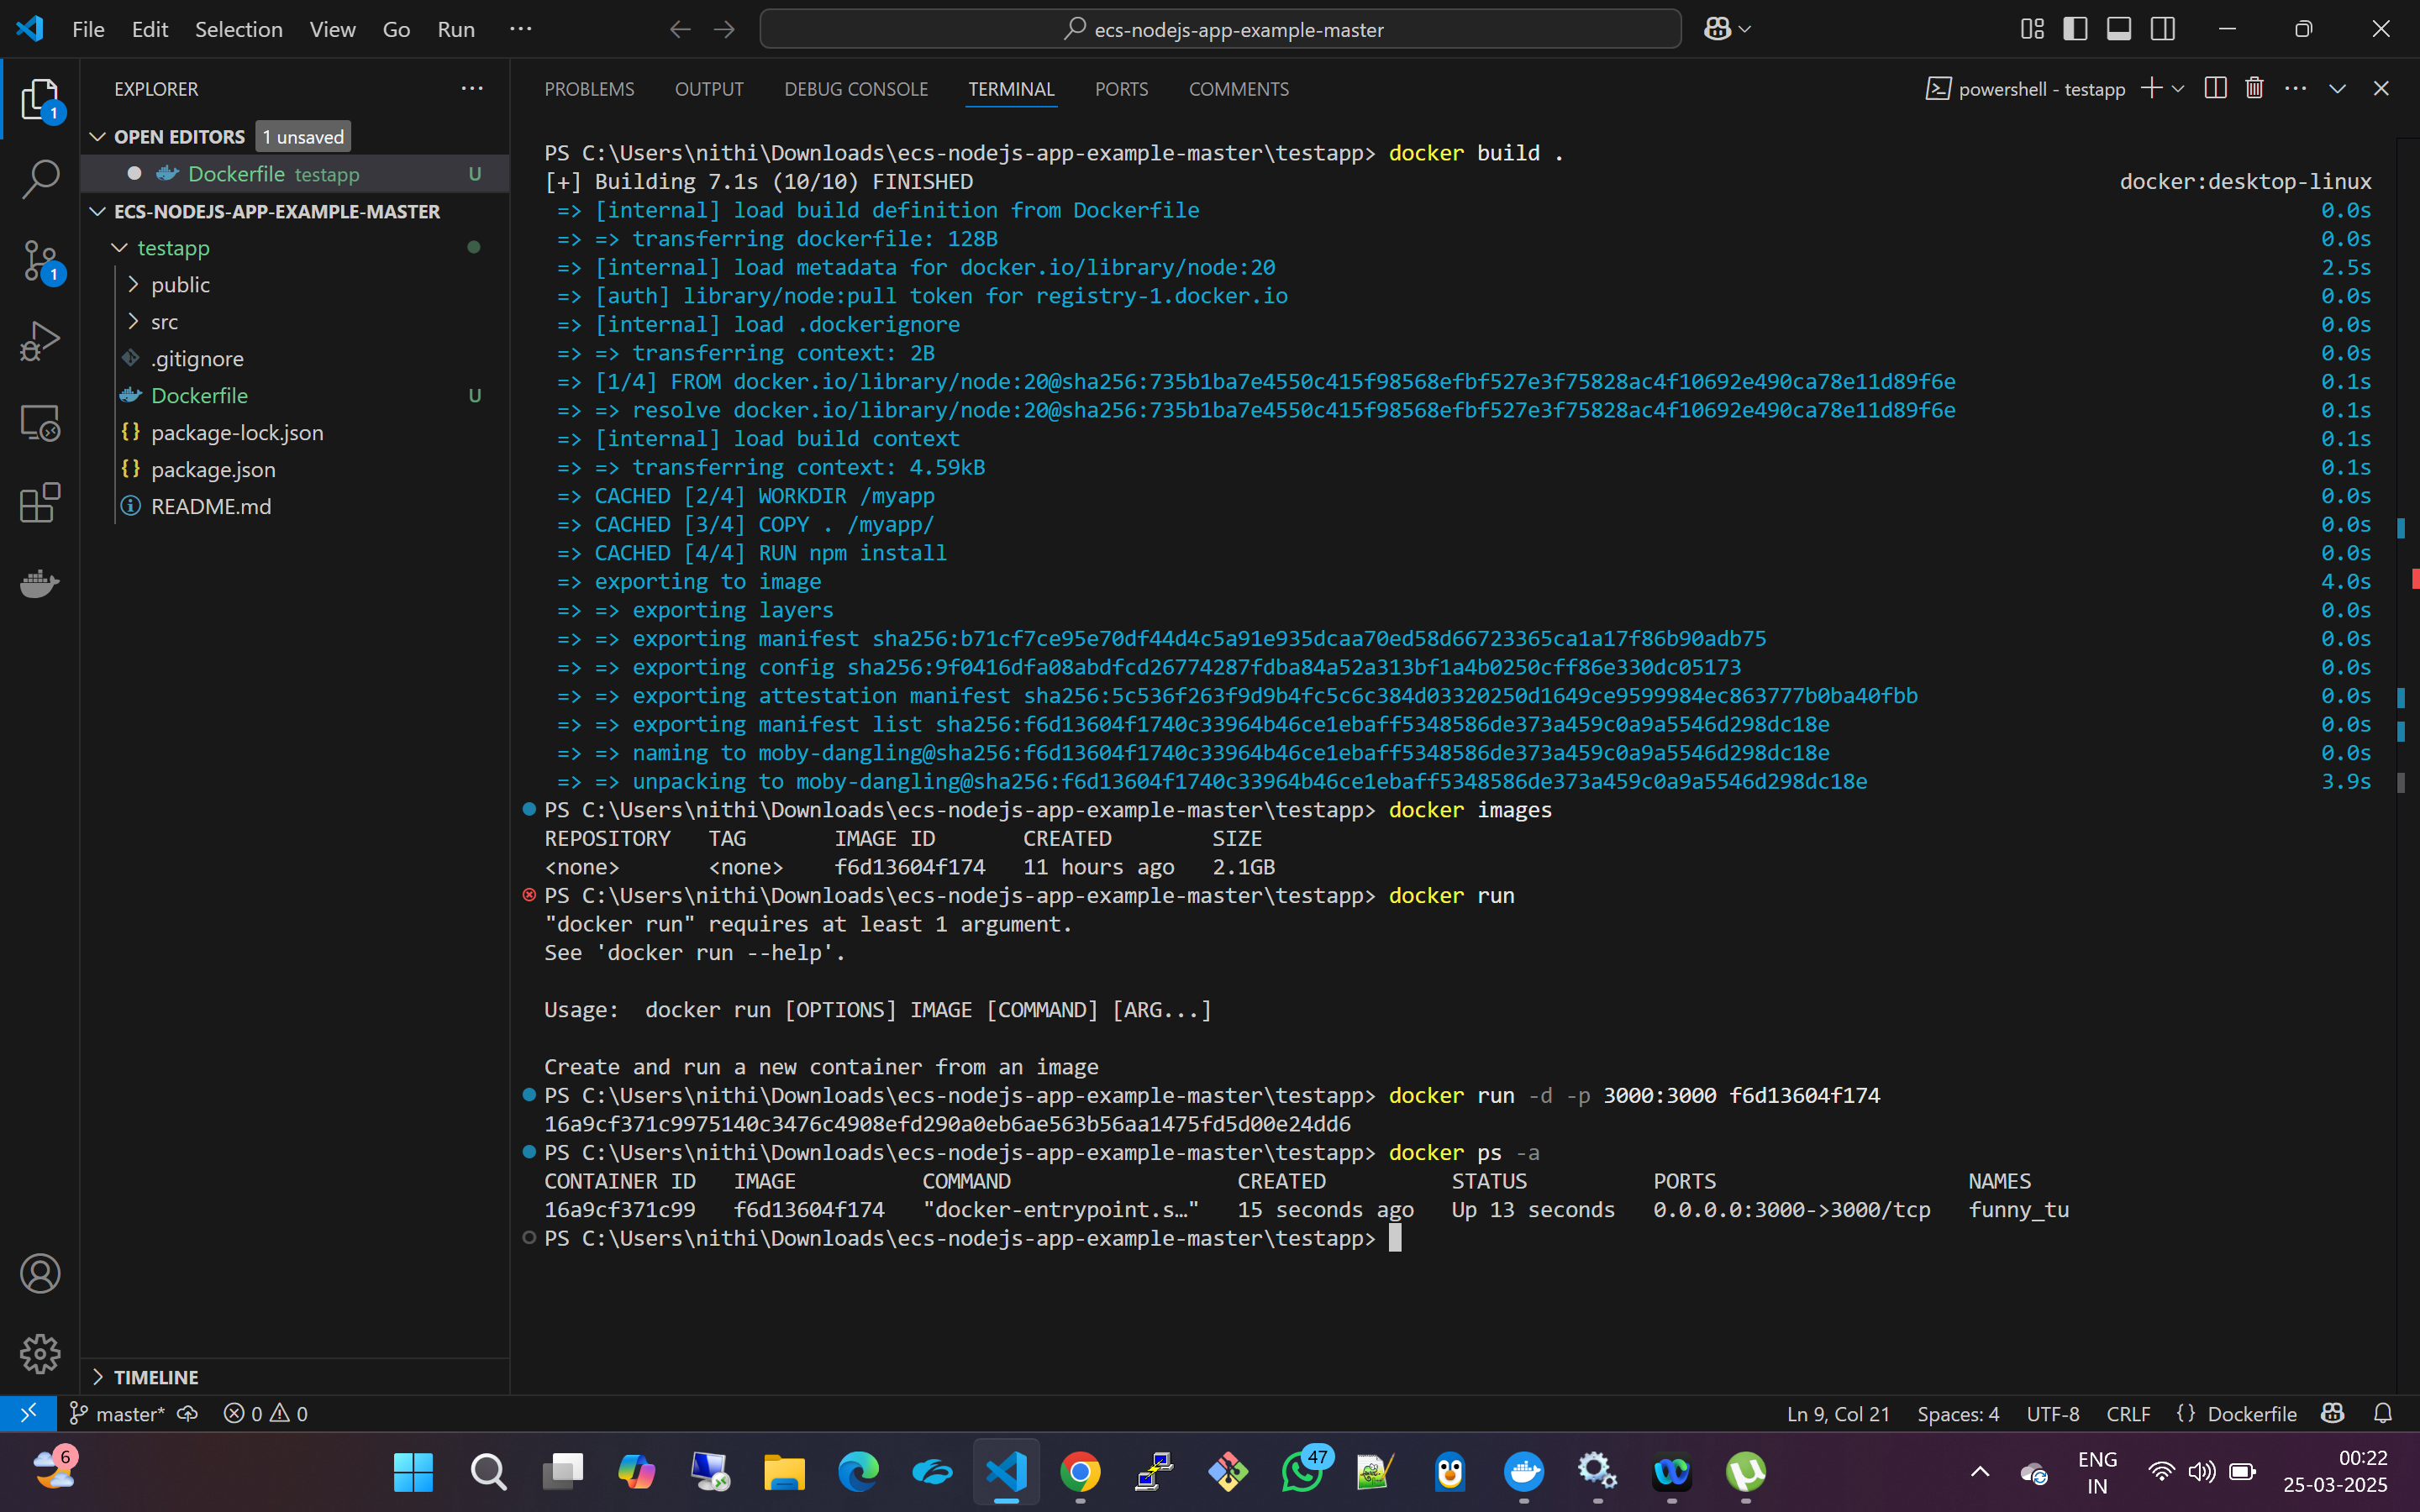 File Edit Selection View Go Run ···
ecs-nodejs-app-example-master
EXPLORER ···
1
OPEN EDITORS 1 unsaved
Dockerfile testapp U
ECS-NODEJS-APP-EXAMPLE-MASTER
testapp
public
src
.gitignore
Dockerfile U
package-lock.json
package.json
README.md
1
TIMELINE
PROBLEMS OUTPUT DEBUG CONSOLE TERMINAL PORTS COMMENTS powershell - testapp ···
PS C:\Users\nithi\Downloads\ecs-nodejs-app-example-master\testapp> docker build .
[+] Building 7.1s (10/10) FINISHED docker:desktop-linux
=> [internal] load build definition from Dockerfile 0.0s
=> => transferring dockerfile: 128B 0.0s
=> [internal] load metadata for docker.io/library/node:20 2.5s
=> [auth] library/node:pull token for registry-1.docker.io 0.0s
=> [internal] load .dockerignore 0.0s
=> => transferring context: 2B 0.0s
=> [1/4] FROM docker.io/library/node:20@sha256:735b1ba7e4550c415f98568efbf527e3f75828ac4f10692e490ca78e11d89f6e 0.1s
=> => resolve docker.io/library/node:20@sha256:735b1ba7e4550c415f98568efbf527e3f75828ac4f10692e490ca78e11d89f6e 0.1s
=> [internal] load build context 0.1s
=> => transferring context: 4.59kB 0.1s
=> CACHED [2/4] WORKDIR /myapp 0.0s
=> CACHED [3/4] COPY . /myapp/ 0.0s
=> CACHED [4/4] RUN npm install 0.0s
=> exporting to image 4.0s
=> => exporting layers 0.0s
=> => exporting manifest sha256:b71cf7ce95e70df44d4c5a91e935dcaa70ed58d66723365ca1a17f86b90adb75 0.0s
=> => exporting config sha256:9f0416dfa08abdfcd26774287fdba84a52a313bf1a4b0250cff86e330dc05173 0.0s
=> => exporting attestation manifest sha256:5c536f263f9d9b4fc5c6c384d03320250d1649ce9599984ec863777b0ba40fbb 0.0s
=> => exporting manifest list sha256:f6d13604f1740c33964b46ce1ebaff5348586de373a459c0a9a5546d298dc18e 0.0s
=> => naming to moby-dangling@sha256:f6d13604f1740c33964b46ce1ebaff5348586de373a459c0a9a5546d298dc18e 0.0s
=> => unpacking to moby-dangling@sha256:f6d13604f1740c33964b46ce1ebaff5348586de373a459c0a9a5546d298dc18e 3.9s
PS C:\Users\nithi\Downloads\ecs-nodejs-app-example-master\testapp> docker images
REPOSITORY TAG IMAGE ID CREATED SIZE
<none> <none> f6d13604f174 11 hours ago 2.1GB
PS C:\Users\nithi\Downloads\ecs-nodejs-app-example-master\testapp> docker run
"docker run" requires at least 1 argument.
See 'docker run --help'.
Usage: docker run [OPTIONS] IMAGE [COMMAND] [ARG...]
Create and run a new container from an image
PS C:\Users\nithi\Downloads\ecs-nodejs-app-example-master\testapp> docker run -d -p 3000:3000 f6d13604f174
16a9cf371c9975140c3476c4908efd290a0eb6ae563b56aa1475fd5d00e24dd6
PS C:\Users\nithi\Downloads\ecs-nodejs-app-example-master\testapp> docker ps -a
CONTAINER ID IMAGE COMMAND CREATED STATUS PORTS NAMES
16a9cf371c99 f6d13604f174 "docker-entrypoint.s…" 15 seconds ago Up 13 seconds 0.0.0.0:3000->3000/tcp funny_tu
PS C:\Users\nithi\Downloads\ecs-nodejs-app-example-master\testapp>
master* 0 0 Ln 9, Col 21 Spaces: 4 UTF-8 CRLF {} Dockerfile
6 47 ENG 00:22
IN 25-03-2025